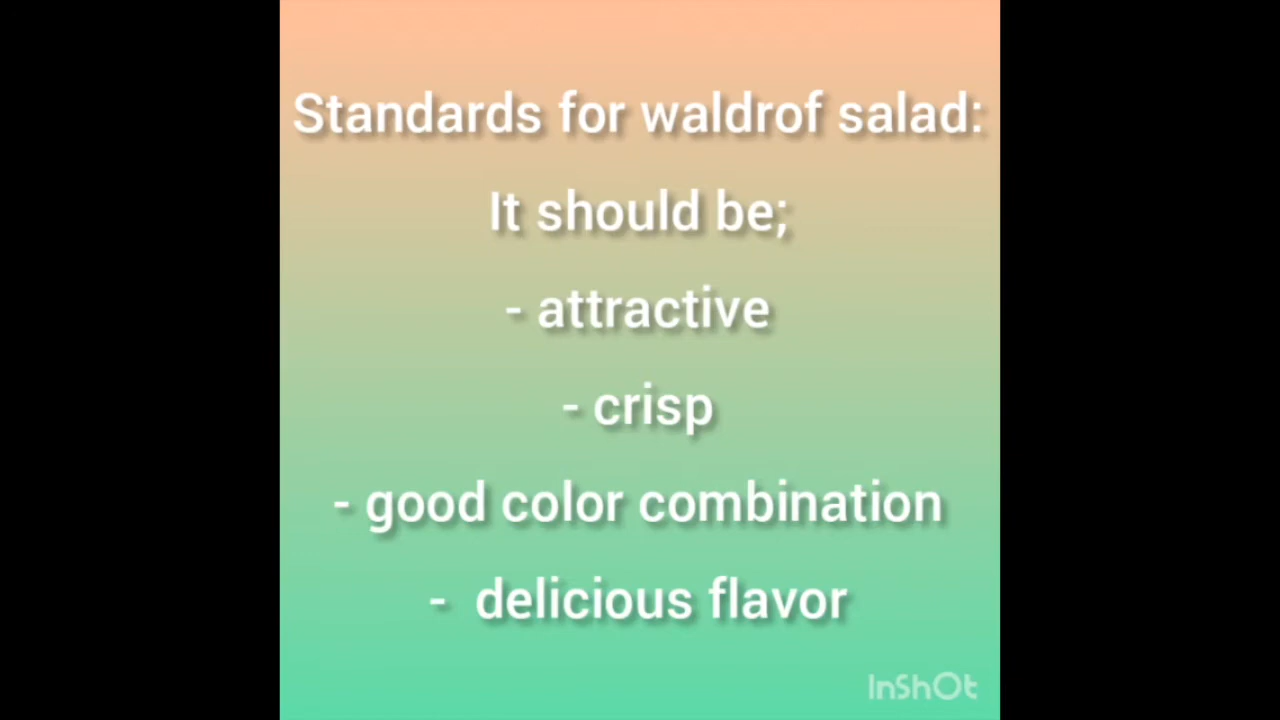 Standards for waldrof salad:
It should be;
- attractive
- crisp
- good color combination
-  delicious flavor
InShOt